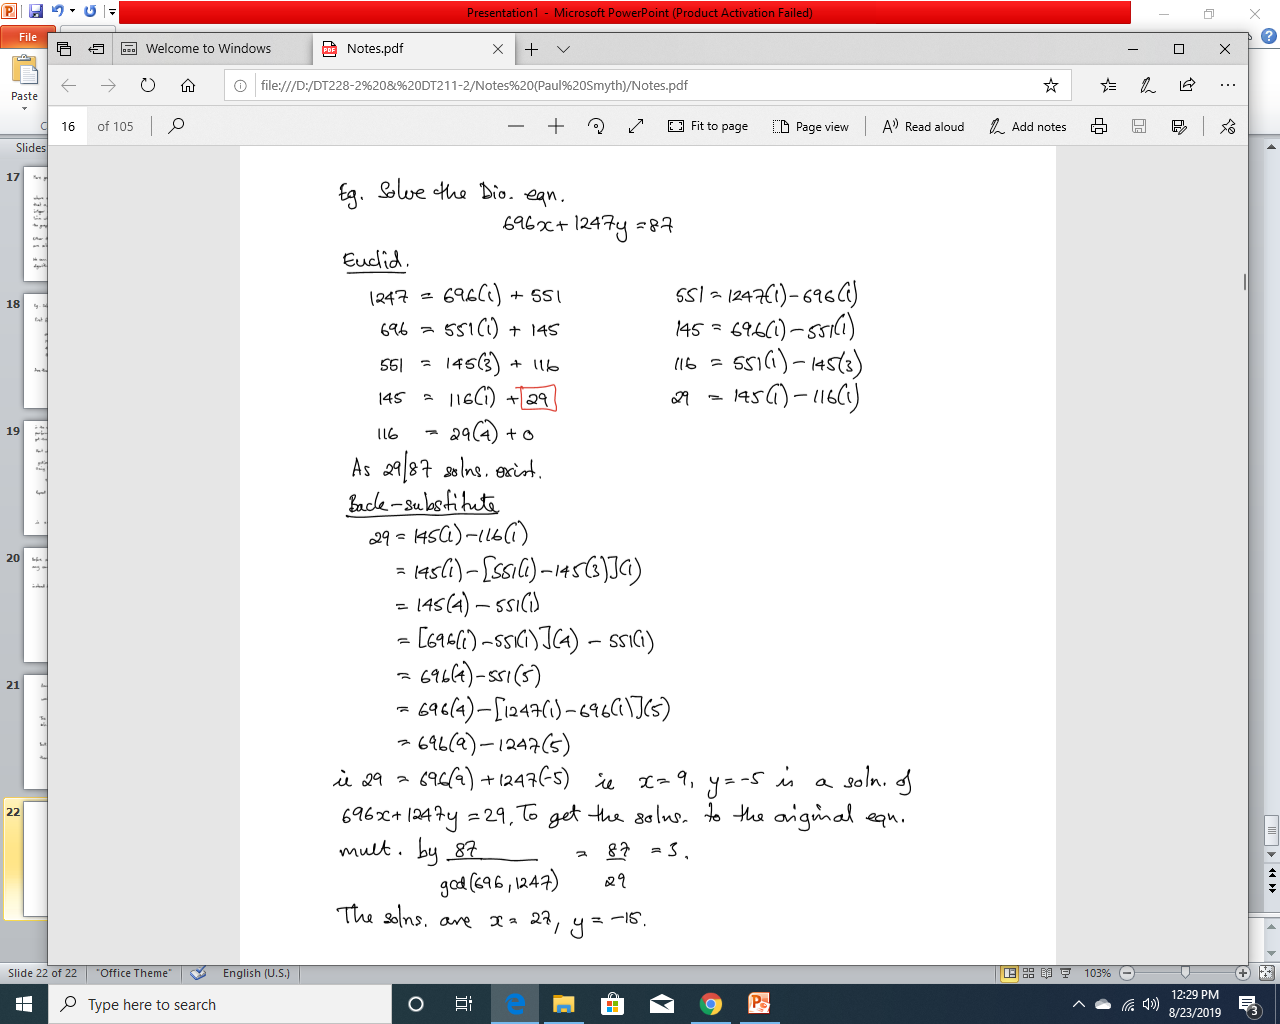 Presentation1 - Microsoft PowerPoint (Product Activation Failed)
File
Welcome to Windows
Notes.pdf
Paste
file:///D:/DT228-2%20&%20DT211-2/Notes%20(Paul%20Smyth)/Notes.pdf
16 of 105
Fit to page
Page view
Read aloud
Add notes
Slides
17
18
19
20
21
22
Eg. Solve the Dio. eqn.
696x + 1247y = 87
Euclid.
1247 = 696(1) + 551 551 = 1247(1) - 696(1)
696 = 551(1) + 145 145 = 696(1) - 551(1)
551 = 145(3) + 116 116 = 551(1) - 145(3)
145 = 116(1) + 29 29 = 145(1) - 116(1)
116 = 29(4) + 0
As 29|87 solns. exist.
Back-substitute
29 = 145(1) - 116(1)
= 145(1) - [551(1) - 145(3)](1)
= 145(4) - 551(1)
= [696(1) - 551(1)](4) - 551(1)
= 696(4) - 551(5)
= 696(4) - [1247(1) - 696(1)](5)
= 696(9) - 1247(5)
ie 29 = 696(9) + 1247(-5) ie x = 9, y = -5 is a soln. of
696x + 1247y = 29. To get the solns. to the original eqn.
mult. by 87 = 87 = 3.
gcd(696, 1247) 29
The solns. are x = 27, y = -15.
Slide 22 of 22
"Office Theme"
English (U.S.)
103%
Type here to search
12:29 PM
8/23/2019
3